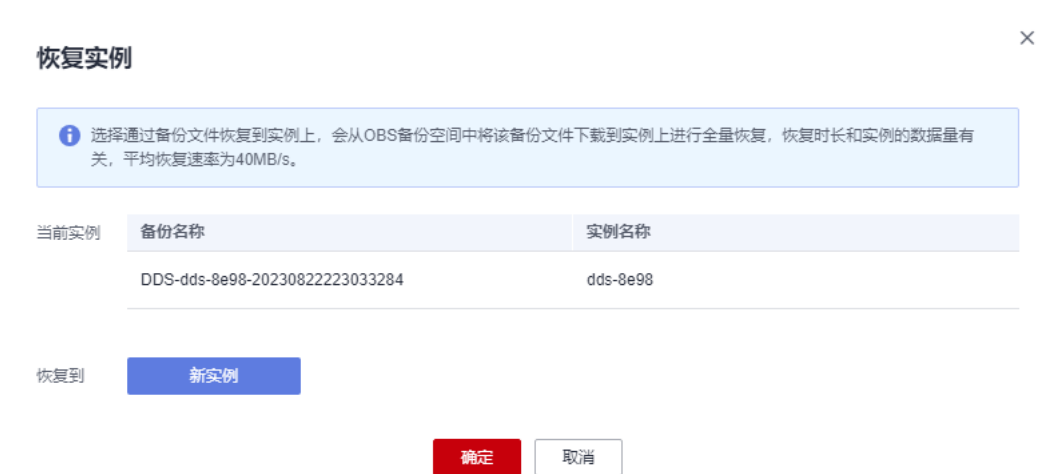 恢复实例
选择通过备份文件恢复到实例上，会从OBS备份空间中将该备份文件下载到实例上进行全量恢复，恢复时长和实例的数据量有
关，平均恢复速率为40MB/s。
当前实例 备份名称 实例名称
DDS-dds-8e98-20230822223033284 dds-8e98
恢复到 新实例
确定 取消